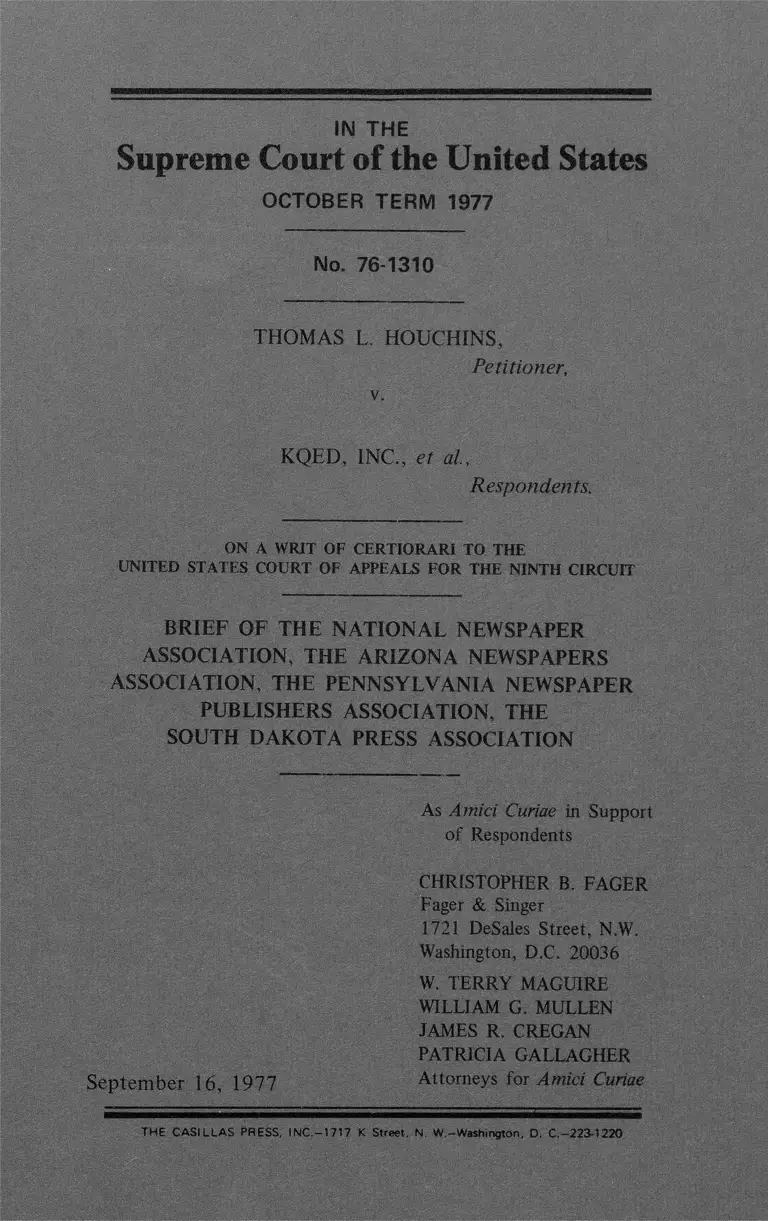 IN THE
Supreme Court of the United States
OCTOBER TERM 1977
No. 76-1310
THOMAS L. HOUCHINS,
Petitioner,
v.
KQED, INC., et al.,
Respondents.
ON A WRIT OF CERTIORARI TO THE
UNITED STATES COURT OF APPEALS FOR THE NINTH CIRCUIT
BRIEF OF THE NATIONAL NEWSPAPER
ASSOCIATION, THE ARIZONA NEWSPAPERS
ASSOCIATION, THE PENNSYLVANIA NEWSPAPER
PUBLISHERS ASSOCIATION, THE
SOUTH DAKOTA PRESS ASSOCIATION
As Amici Curiae in Support
of Respondents
CHRISTOPHER B. FAGER
Fager & Singer
1721 DeSales Street, N.W.
Washington, D.C. 20036
W. TERRY MAGUIRE
WILLIAM G. MULLEN
JAMES R. CREGAN
PATRICIA GALLAGHER
Attorneys for Amici Curiae
September 16, 1977
THE CASILLAS PRESS, INC.–1717 K Street, N. W.–Washington, D. C.–223-1220